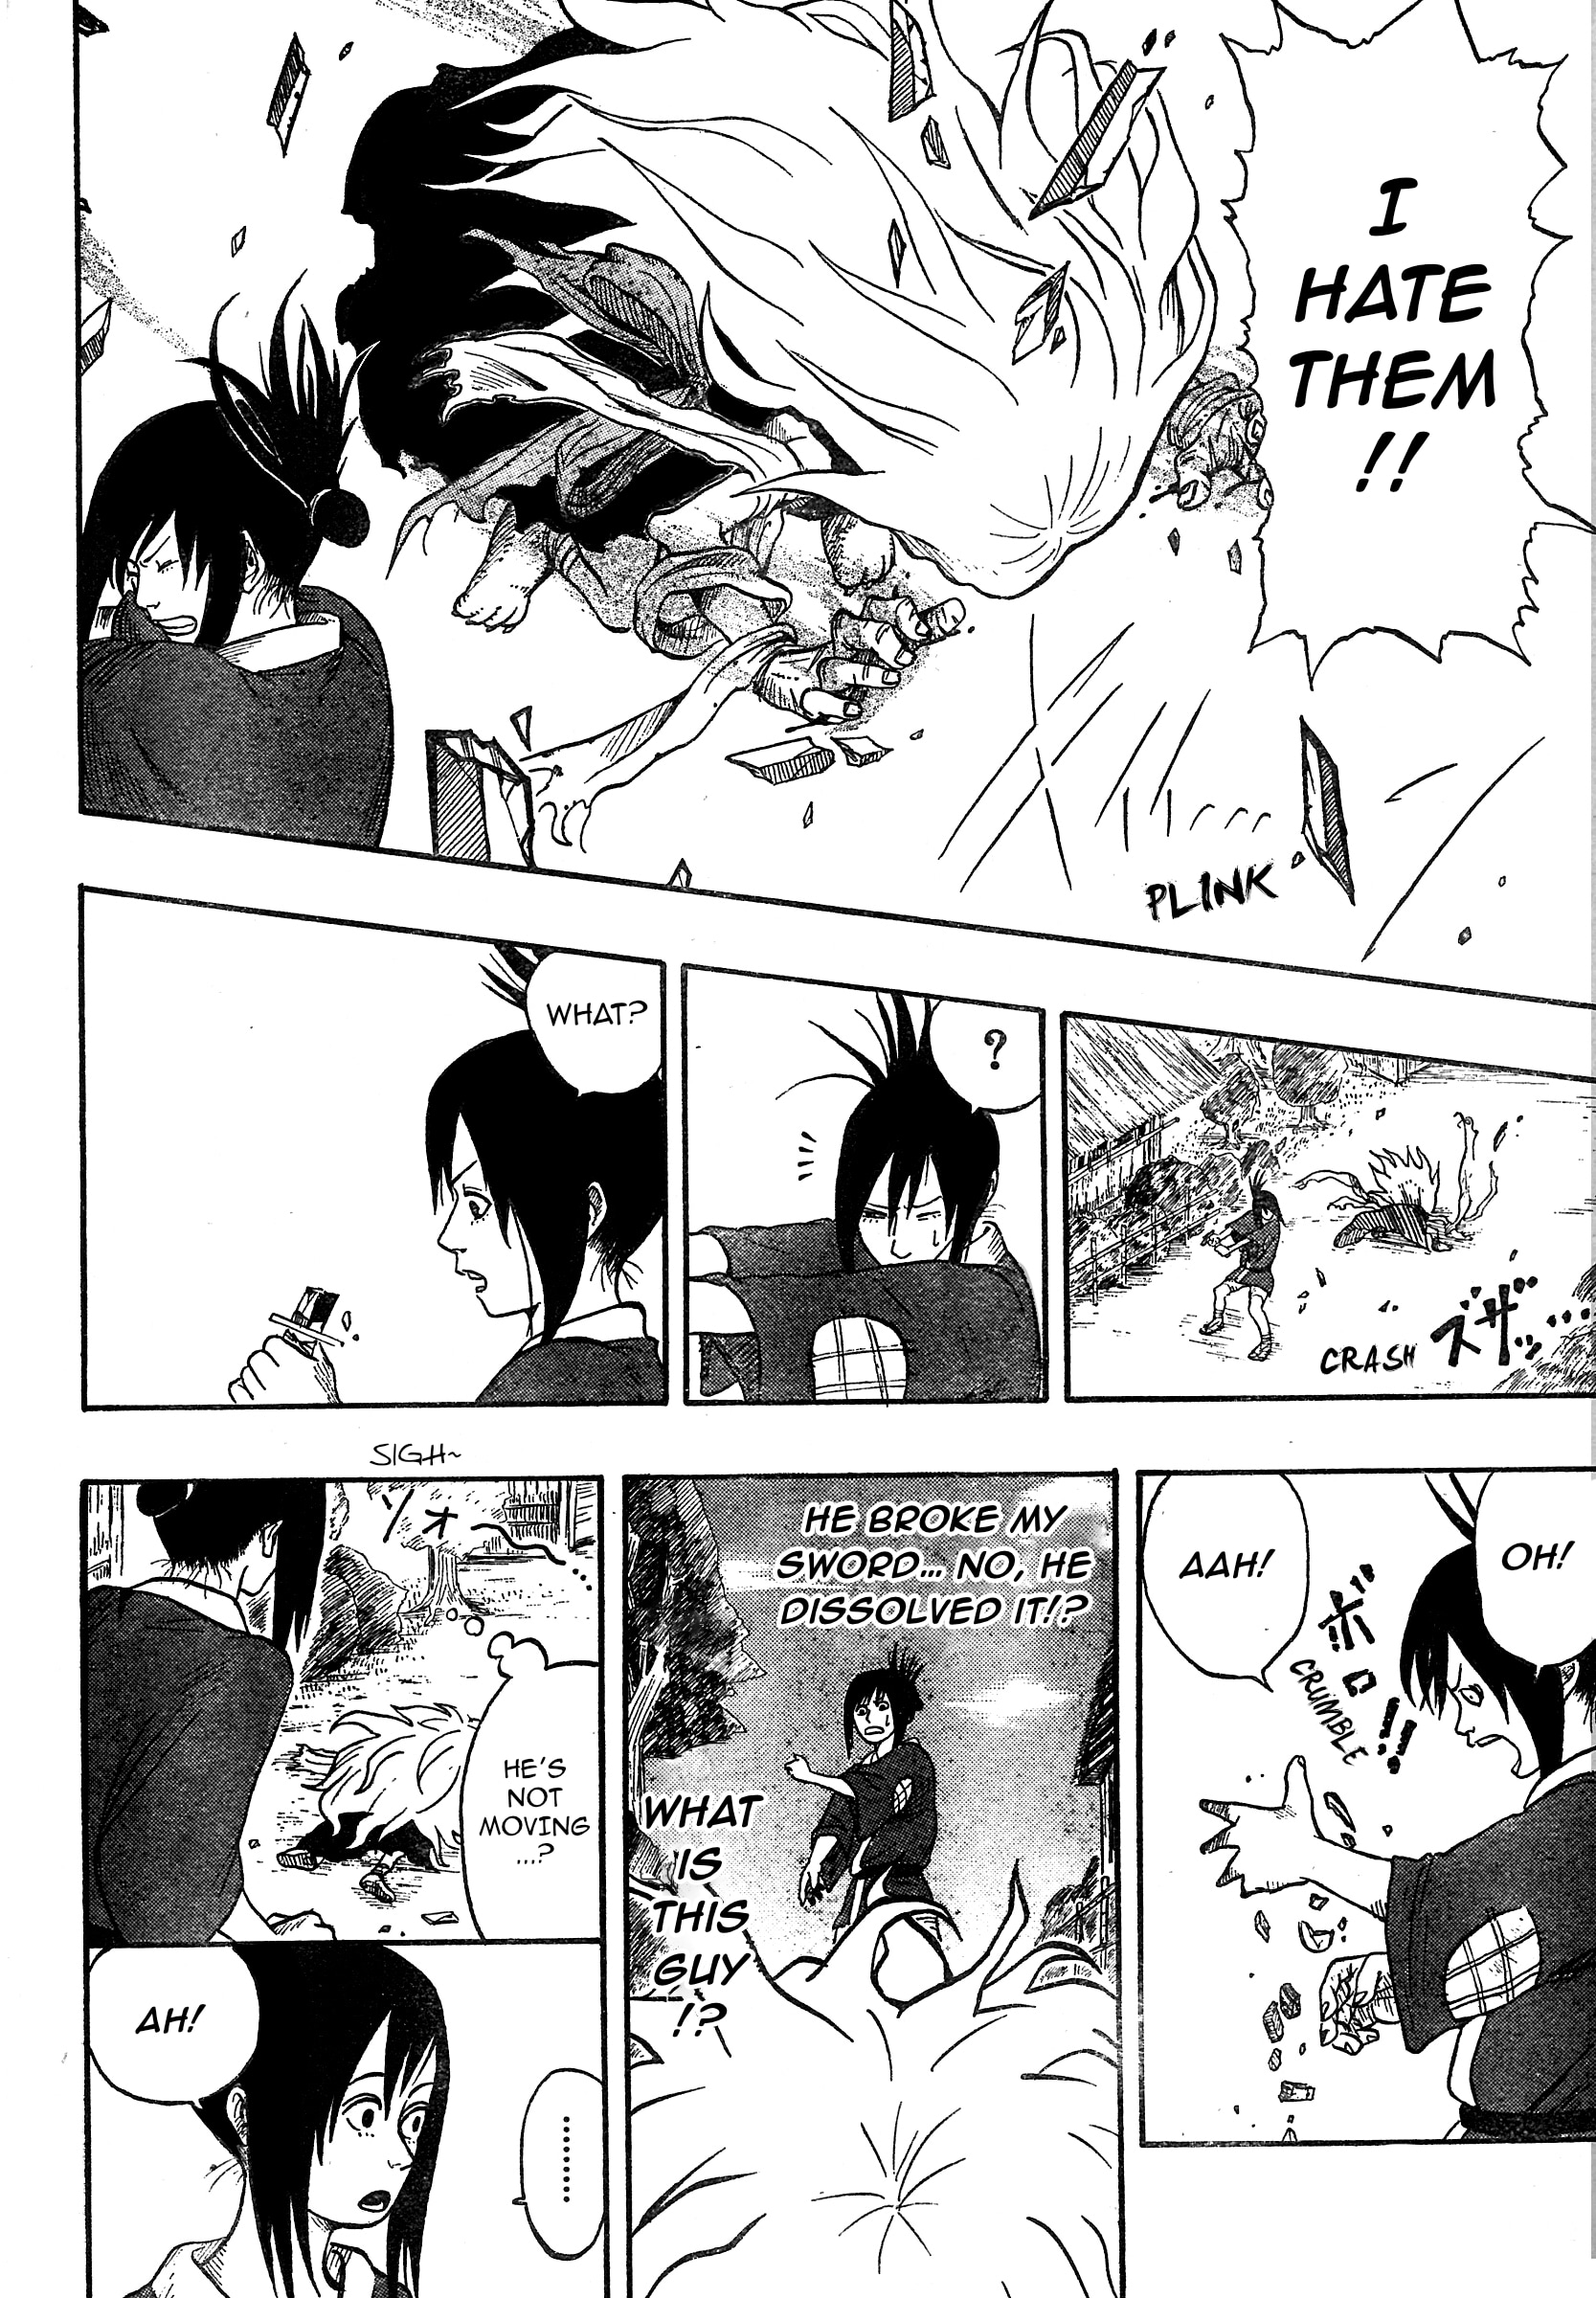 I
HATE
THEM
!!
PLINK
CRASH
ズザッ...
?
WHAT?
OH!
AAH!
ボロ
!!
CRUMBLE
HE BROKE MY
SWORD... NO, HE
DISSOLVED IT!?
WHAT
IS
THIS
GUY
!?
SIGH~
ソォ〜...
HE'S
NOT
MOVING
...?
.........
AH!